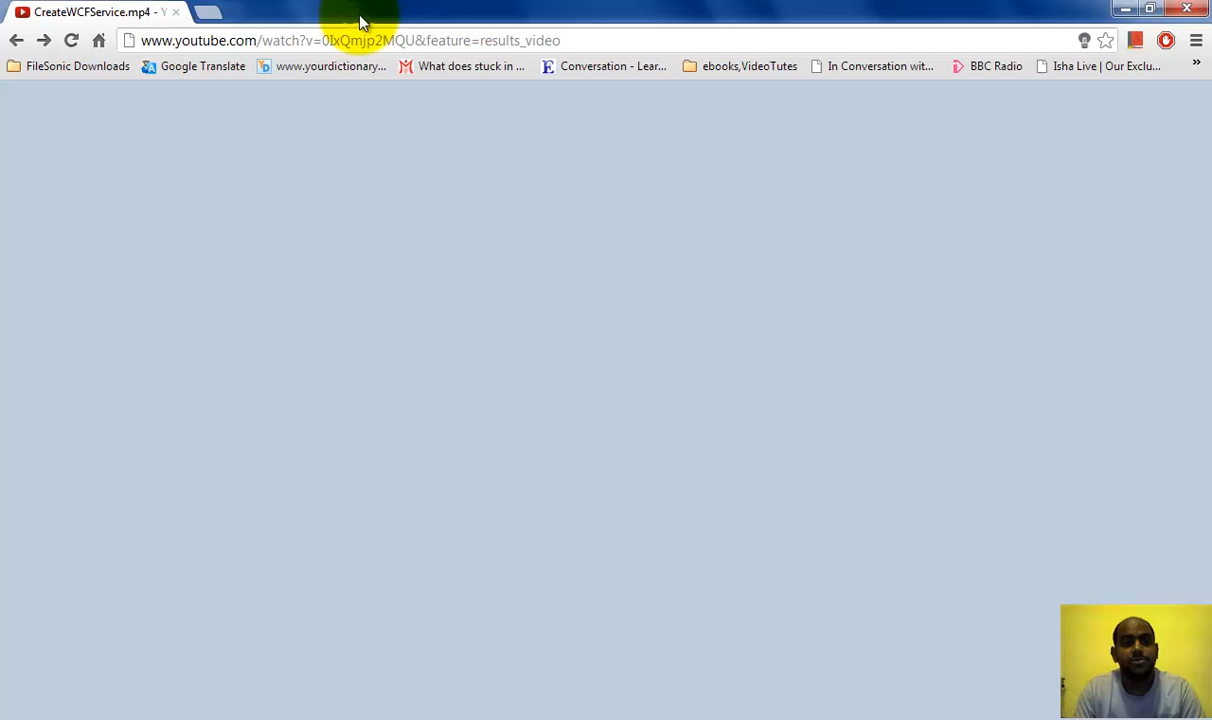 CreateWCFService.mp4 - Y
www.youtube.com/watch?v=0IxQmjp2MQU&feature=results_video
FileSonic Downloads Google Translate YD www.yourdictionary... M What does stuck in ... E Conversation - Lear... ebooks,VideoTutes In Conversation wit... BBC Radio Isha Live | Our Exclu... »